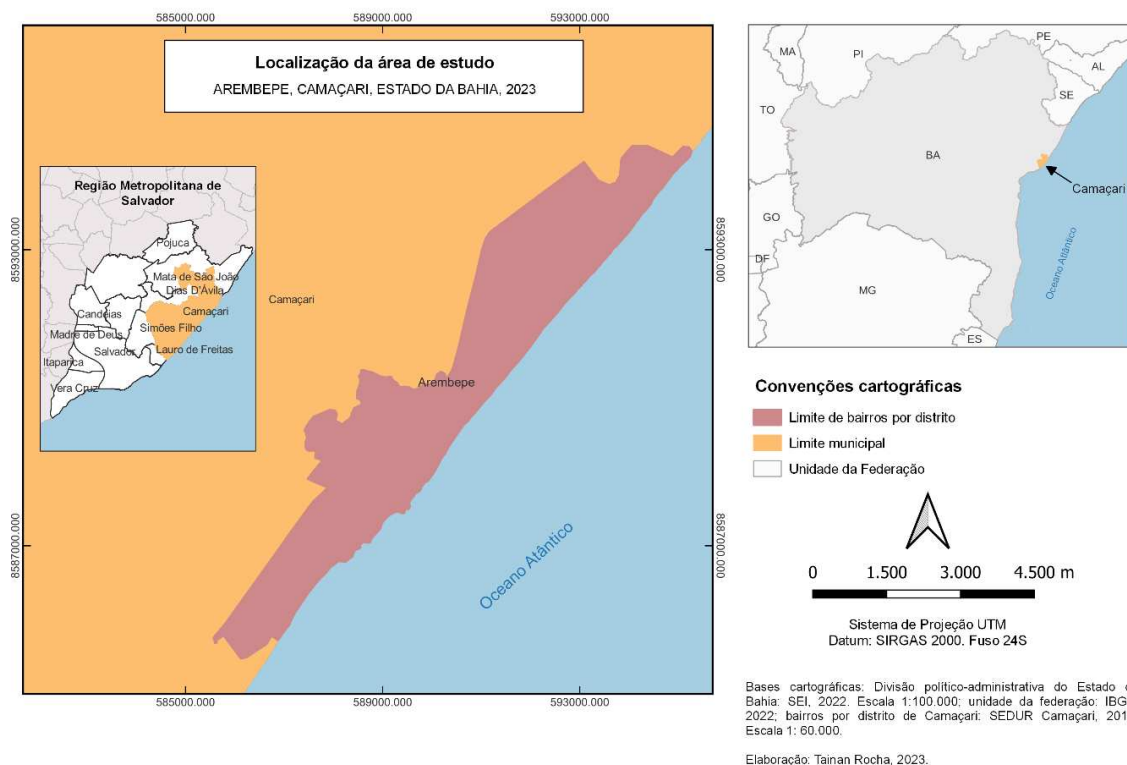 585000.000
589000.000
593000.000
Localização da área de estudo
AREMBEPE, CAMAÇARI, ESTADO DA BAHIA, 2023
Região Metropolitana de
Salvador
Pojuca
Mata de São João
Dias D'Ávila
Candeias
Camaçari
Simões Filho
Madre de Deus
Salvador
Lauro de Freitas
Itaparica
Vera Cruz
Camaçari
Arembepe
Oceano Atlântico
8593000.000
8593000.000
8587000.000
8587000.000
585000.000
589000.000
593000.000
MA
PI
PE
AL
SE
TO
BA
Camaçari
GO
DF
MG
ES
Oceano Atlântico
Convenções cartográficas
Limite de bairros por distrito
Limite municipal
Unidade da Federação
0
1.500
3.000
4.500 m
Sistema de Projeção UTM
Datum: SIRGAS 2000. Fuso 24S
Bases cartográficas: Divisão político-administrativa do Estado
Bahia: SEI, 2022. Escala 1:100.000; unidade da federação:
2022; bairros por distrito de Camaçari: SEDUR Camaçari,
Escala 1: 60.000.
Elaboração: Tainan Rocha, 2023.